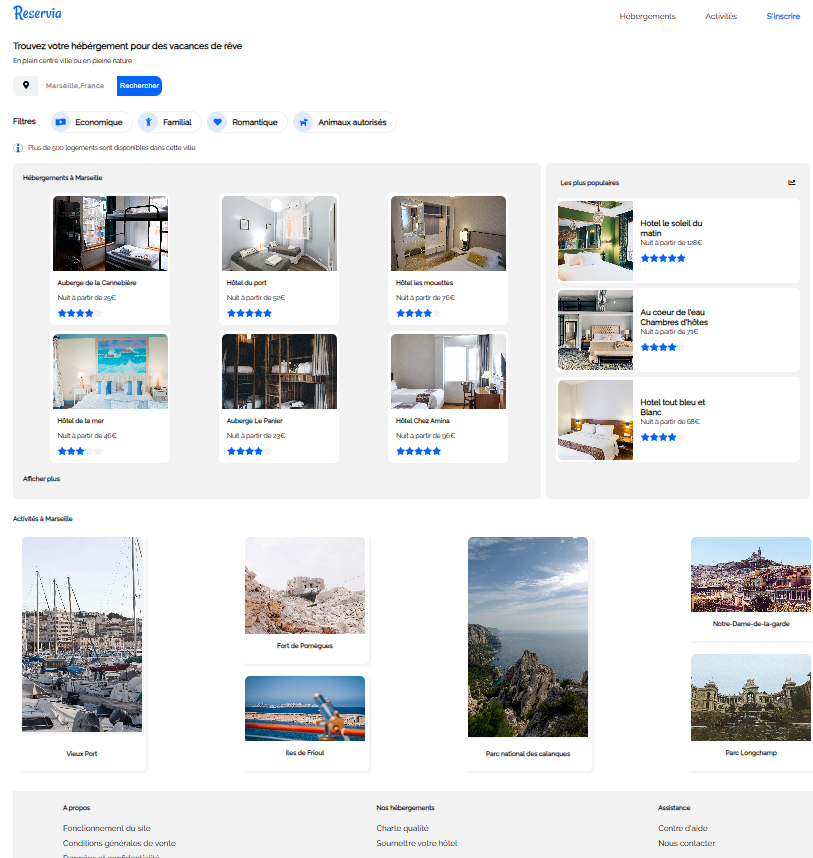 Reservia
Hébergements Activités S'inscrire
Trouvez votre hébérgement pour des vacances de rêve
En plein centre ville ou en pleine nature
Marseille,France Rechercher
Filtres Economique Familial Romantique Animaux autorisés
Plus de 500 logements sont disponibles dans cette ville
Hébergements à Marseille
Auberge de la Cannebière
Nuit à partir de 25€
Hôtel du port
Nuit à partir de 52€
Hôtel les mouettes
Nuit à partir de 76€
Hôtel de la mer
Nuit à partir de 46€
Auberge Le Panier
Nuit à partir de 23€
Hôtel Chez Amina
Nuit à partir de 96€
Afficher plus
Les plus populaires
Hotel le soleil du
matin
Nuit à partir de 128€
Au coeur de l'eau
Chambres d'hôtes
Nuit à partir de 71€
Hotel tout bleu et
Blanc
Nuit à partir de 68€
Activités à Marseille
Vieux Port
Fort de Pomègues
Iles de Frioul
Parc national des calanques
Notre-Dame-de-la-garde
Parc Longchamp
A propos
Fonctionnement du site
Conditions générales de vente
Données et confidentialité
Nos hébergements
Charte qualité
Soumettre votre hôtel
Assistance
Centre d'aide
Nous contacter